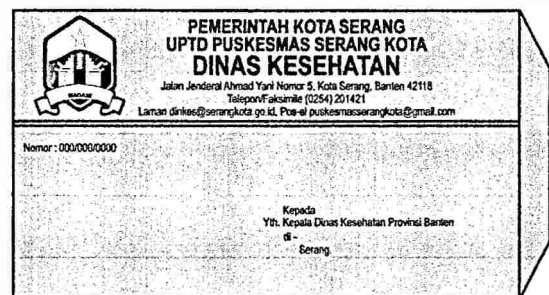 PEMERINTAH KOTA SERANG
UPTD PUSKESMAS SERANG KOTA
DINAS KESEHATAN
Jalan Jenderal Ahmad Yani Nomor 5, Kota Serang, Banten 42118
Telepon/Faksimile (0254) 201421
Laman dinkes@serangkota.go.id, Pos-el puskesmasserangkota@gmail.com
Nomor : 000/000/0000
Kepada
Yth. Kepala Dinas Kesehatan Provinsi Banten
di -
Serang.